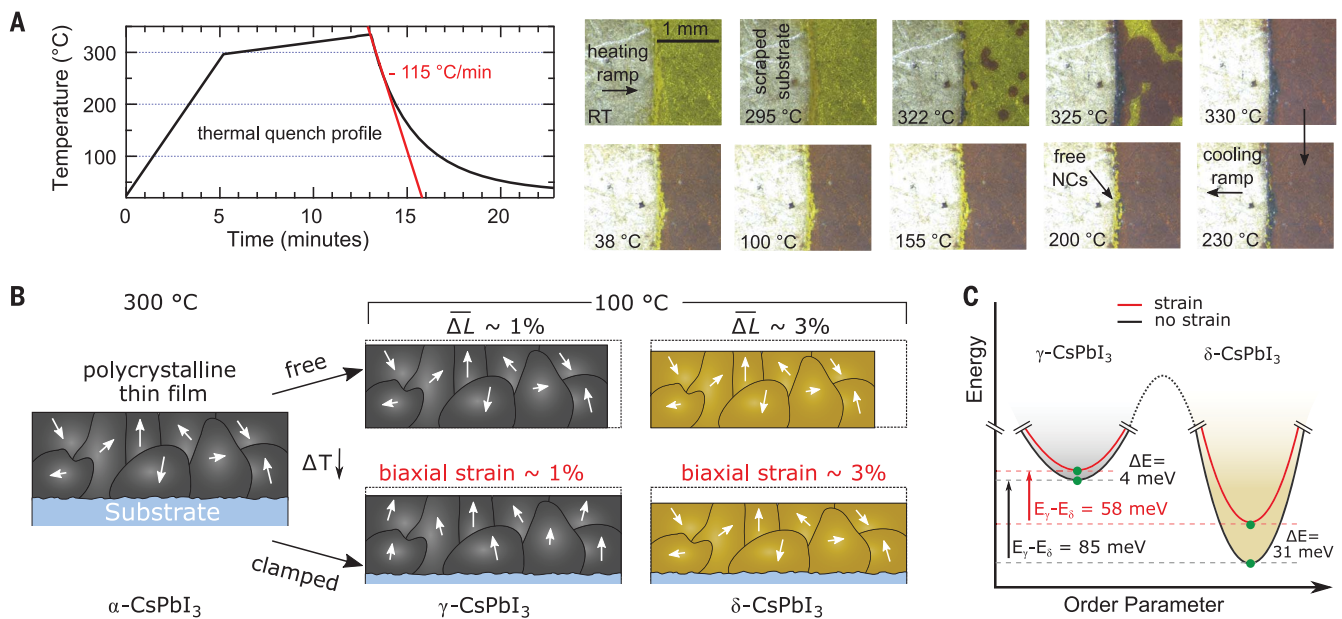 A
Temperature (°C)
300
200
100
0
5
10
15
20
Time (minutes)
- 115 °C/min
thermal quench profile
heating
ramp
RT
1 mm
scraped
substrate
295 °C
322 °C
325 °C
330 °C
38 °C
100 °C
155 °C
free
NCs
200 °C
cooling
ramp
230 °C
B
300 °C
100 °C
polycrystalline
thin film
Substrate
free
ΔT
clamped
ΔL ~ 1%
ΔL ~ 3%
biaxial strain ~ 1%
biaxial strain ~ 3%
α-CsPbI3
γ-CsPbI3
δ-CsPbI3
C
strain
no strain
Energy
γ-CsPbI3
δ-CsPbI3
ΔE=
4 meV
Eγ-Eδ = 58 meV
Eγ-Eδ = 85 meV
ΔE=
31 meV
Order Parameter